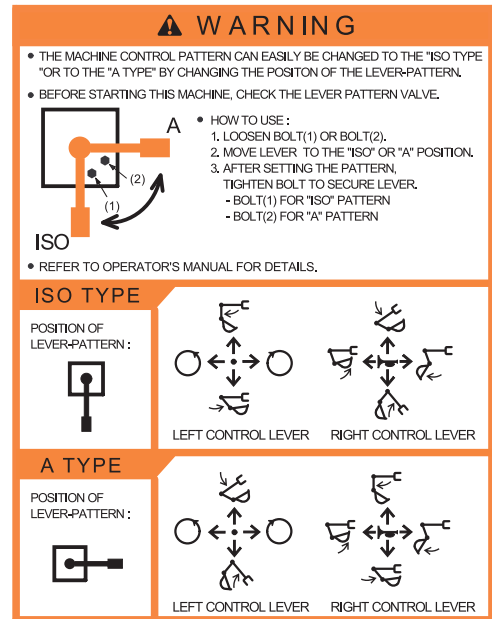 WARNING
• THE MACHINE CONTROL PATTERN CAN EASILY BE CHANGED TO THE "ISO TYPE
"OR TO THE "A TYPE" BY CHANGING THE POSITON OF THE LEVER-PATTERN.
• BEFORE STARTING THIS MACHINE, CHECK THE LEVER PATTERN VALVE.
A
(2)
(1)
ISO
• HOW TO USE :
1. LOOSEN BOLT(1) OR BOLT(2).
2. MOVE LEVER TO THE "ISO" OR "A" POSITION.
3. AFTER SETTING THE PATTERN,
TIGHTEN BOLT TO SECURE LEVER.
- BOLT(1) FOR "ISO" PATTERN
- BOLT(2) FOR "A" PATTERN
• REFER TO OPERATOR'S MANUAL FOR DETAILS.
ISO TYPE
POSITION OF
LEVER-PATTERN :
LEFT CONTROL LEVER RIGHT CONTROL LEVER
A TYPE
POSITION OF
LEVER-PATTERN :
LEFT CONTROL LEVER RIGHT CONTROL LEVER